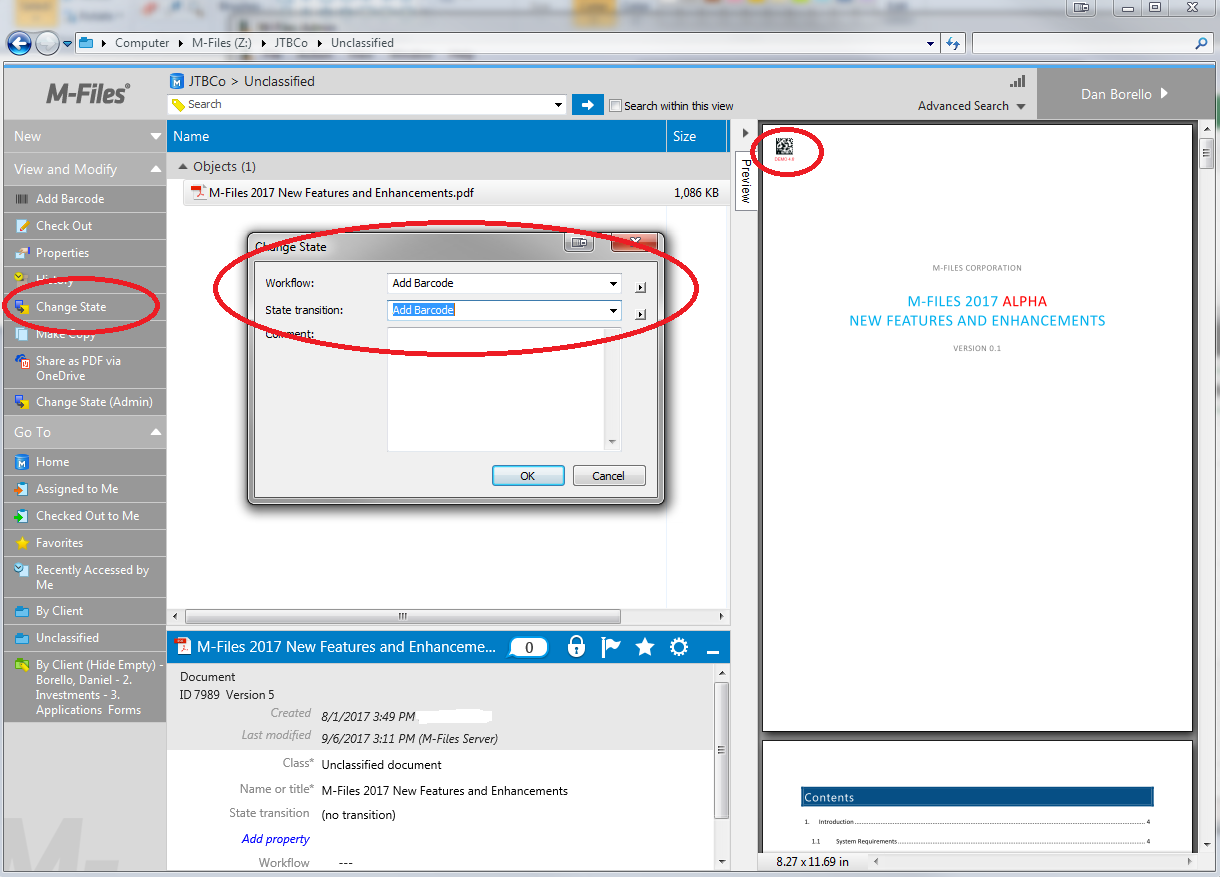 Computer
M-Files (Z:)
JTBCo
Unclassified
M-Files®
JTBCo > Unclassified
Search
Search within this view
Advanced Search
Dan Borello
New
View and Modify
Add Barcode
Check Out
Properties
History
Change State
Make Copy
Share as PDF via
OneDrive
Change State (Admin)
Go To
Home
Assigned to Me
Checked Out to Me
Favorites
Recently Accessed by
Me
By Client
Unclassified
By Client (Hide Empty) -
Borello, Daniel - 2.
Investments - 3.
Applications Forms
M-Fi
Name Size
Objects (1)
M-Files 2017 New Features and Enhancements.pdf 1,086 KB
Change State
Workflow: Add Barcode
State transition: Add Barcode
Comment:
OK Cancel
M-Files 2017 New Features and Enhanceme... 0
Document
ID 7989 Version 5
Created 8/1/2017 3:49 PM
Last modified 9/6/2017 3:11 PM (M-Files Server)
Class* Unclassified document
Name or title* M-Files 2017 New Features and Enhancements
State transition (no transition)
Add property
Workflow ---
Preview
DEMO 4.0
M-FILES CORPORATION
M-FILES 2017 ALPHA
NEW FEATURES AND ENHANCEMENTS
VERSION 0.1
Contents
1. Introduction 4
1.1 System Requirements 4
8.27 x 11.69 in